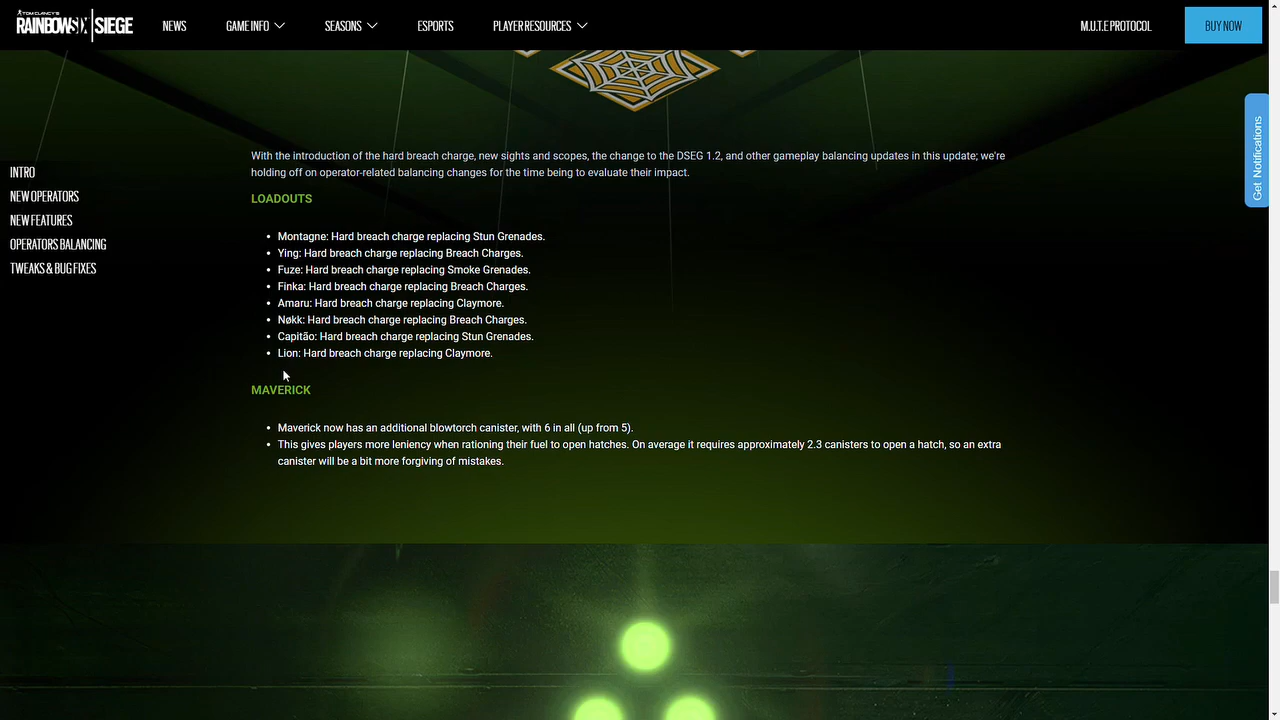 TOM CLANCY'S
RAINBOWSIX SIEGE
NEWS
GAME INFO
SEASONS
ESPORTS
PLAYER RESOURCES
M.U.T.E PROTOCOL
BUY NOW
Get Notifications
INTRO
NEW OPERATORS
NEW FEATURES
OPERATORS BALANCING
TWEAKS & BUG FIXES
With the introduction of the hard breach charge, new sights and scopes, the change to the DSEG 1.2, and other gameplay balancing updates in this update; we're
holding off on operator-related balancing changes for the time being to evaluate their impact.
LOADOUTS
• Montagne: Hard breach charge replacing Stun Grenades.
• Ying: Hard breach charge replacing Breach Charges.
• Fuze: Hard breach charge replacing Smoke Grenades.
• Finka: Hard breach charge replacing Breach Charges.
• Amaru: Hard breach charge replacing Claymore.
• Nøkk: Hard breach charge replacing Breach Charges.
• Capitão: Hard breach charge replacing Stun Grenades.
• Lion: Hard breach charge replacing Claymore.
MAVERICK
• Maverick now has an additional blowtorch canister, with 6 in all (up from 5).
• This gives players more leniency when rationing their fuel to open hatches. On average it requires approximately 2.3 canisters to open a hatch, so an extra
canister will be a bit more forgiving of mistakes.